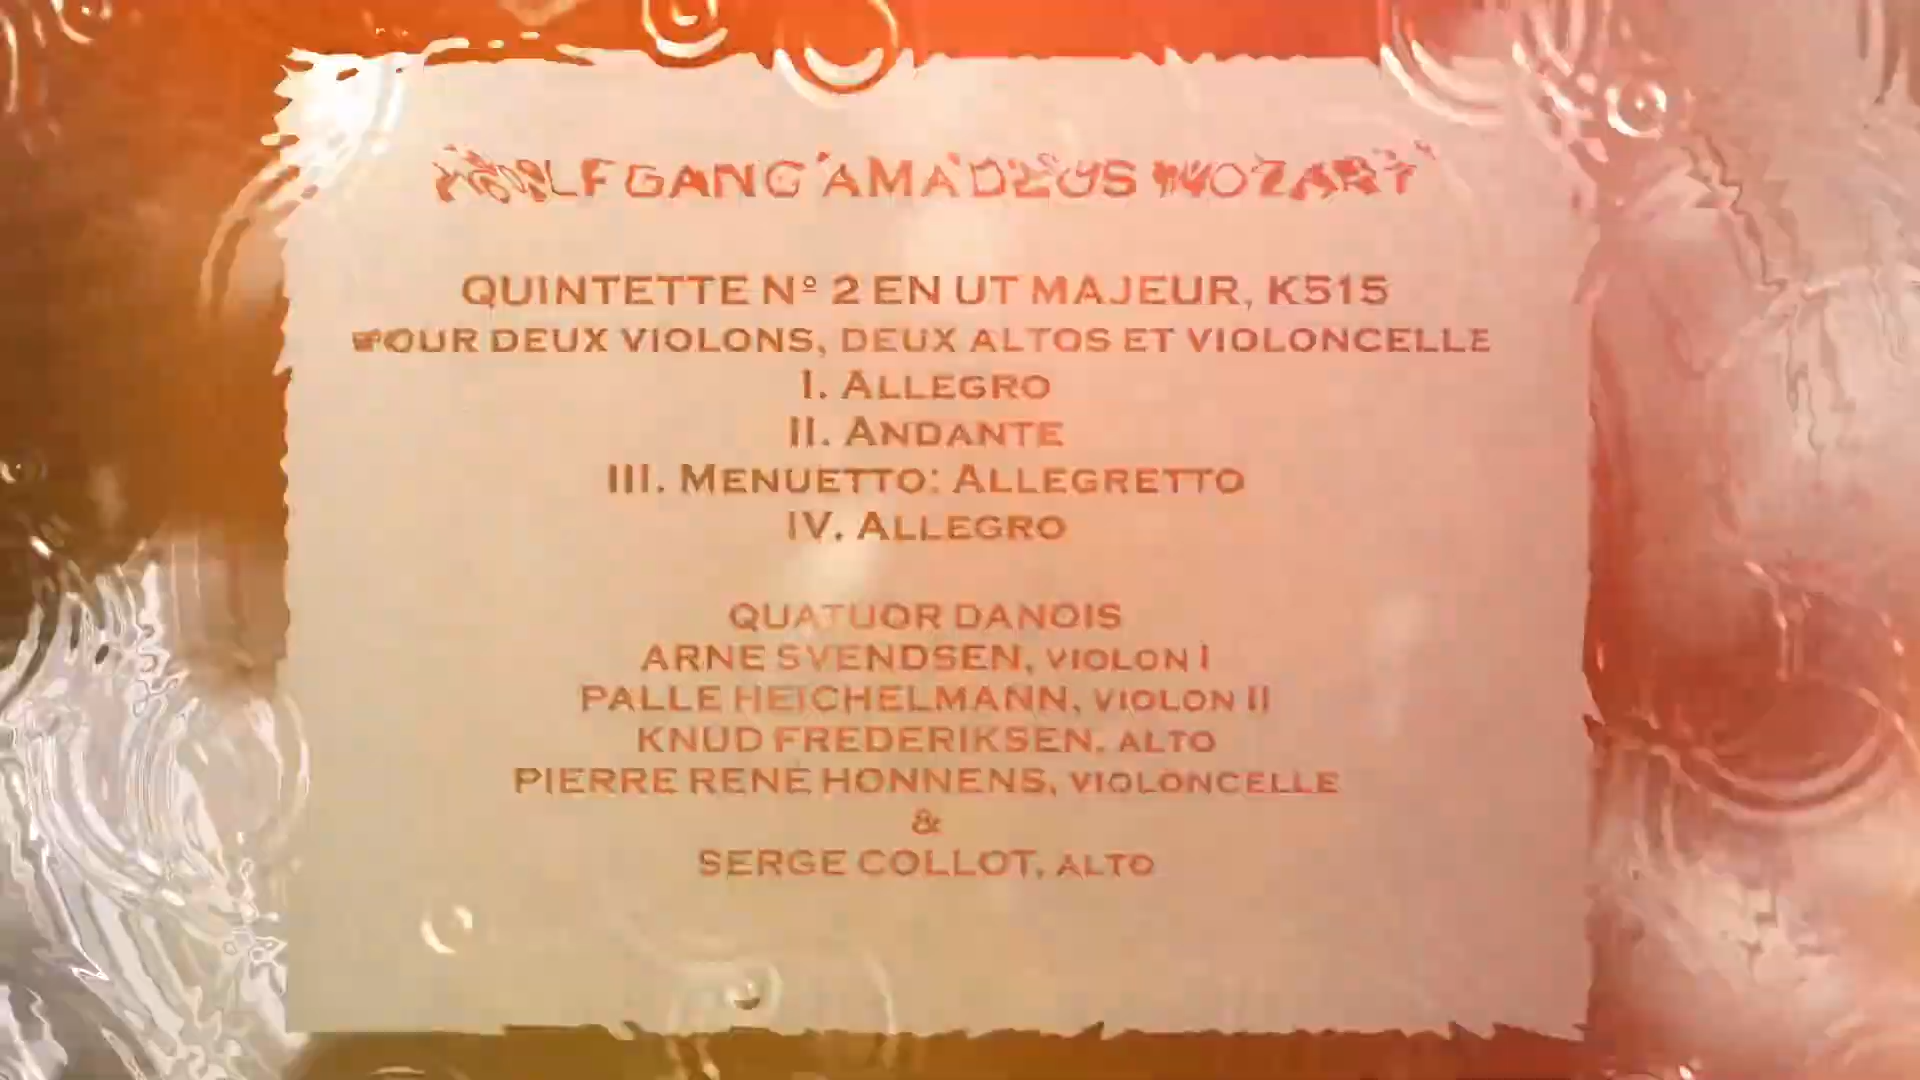 WOLFGANG AMADEUS MOZART
QUINTETTE Nº 2 EN UT MAJEUR, K515
POUR DEUX VIOLONS, DEUX ALTOS ET VIOLONCELLE
I. ALLEGRO
II. ANDANTE
III. MENUETTO: ALLEGRETTO
IV. ALLEGRO
QUATUOR DANOIS
ARNE SVENDSEN, VIOLON I
PALLE HEICHELMANN, VIOLON II
KNUD FREDERIKSEN, ALTO
PIERRE RENÉ HONNENS, VIOLONCELLE
&
SERGE COLLOT, ALTO